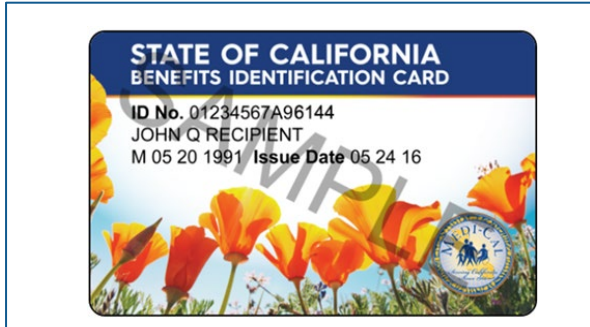 STATE OF CALIFORNIA
BENEFITS IDENTIFICATION CARD
ID No. 01234567A96144
JOHN Q RECIPIENT
M 05 20 1991 Issue Date 05 24 16
SAMPLE
MEDI-CAL